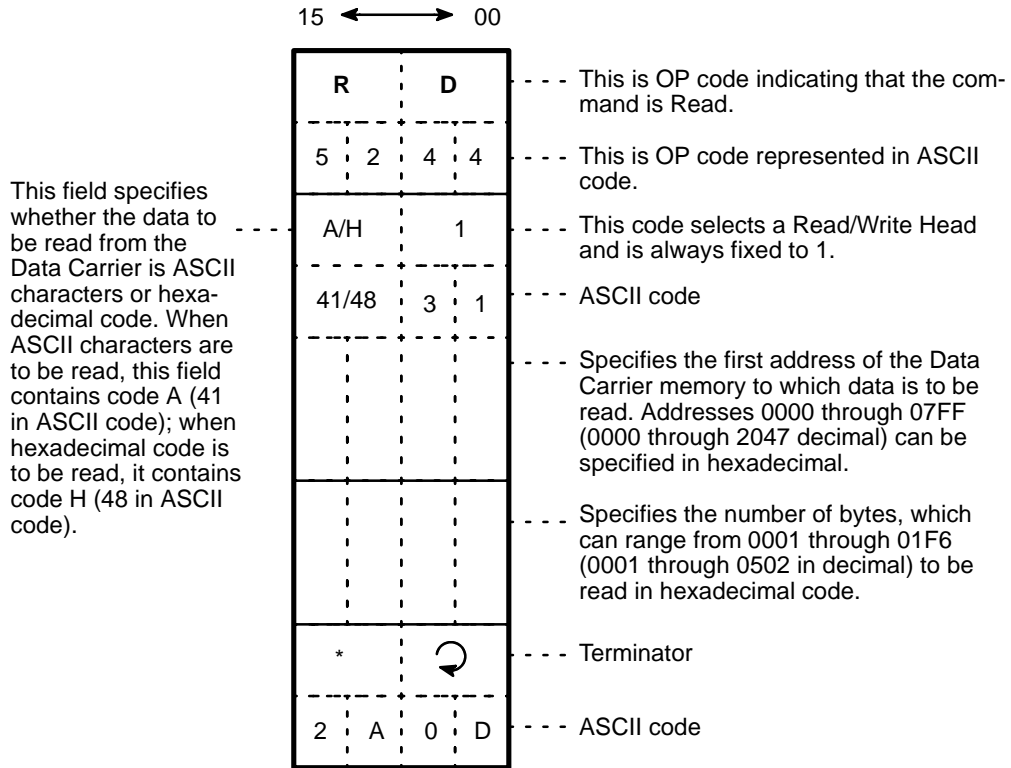 15 00
R D
This is OP code indicating that the com-
mand is Read.
5 2 4 4
This is OP code represented in ASCII
code.
This field specifies
whether the data to
be read from the
Data Carrier is ASCII
characters or hexa-
decimal code. When
ASCII characters are
to be read, this field
contains code A (41
in ASCII code); when
hexadecimal code is
to be read, it contains
code H (48 in ASCII
code).
A/H 1
This code selects a Read/Write Head
and is always fixed to 1.
41/48 3 1
ASCII code
Specifies the first address of the Data
Carrier memory to which data is to be
read. Addresses 0000 through 07FF
(0000 through 2047 decimal) can be
specified in hexadecimal.
Specifies the number of bytes, which
can range from 0001 through 01F6
(0001 through 0502 in decimal) to be
read in hexadecimal code.
*
Terminator
2 A 0 D
ASCII code